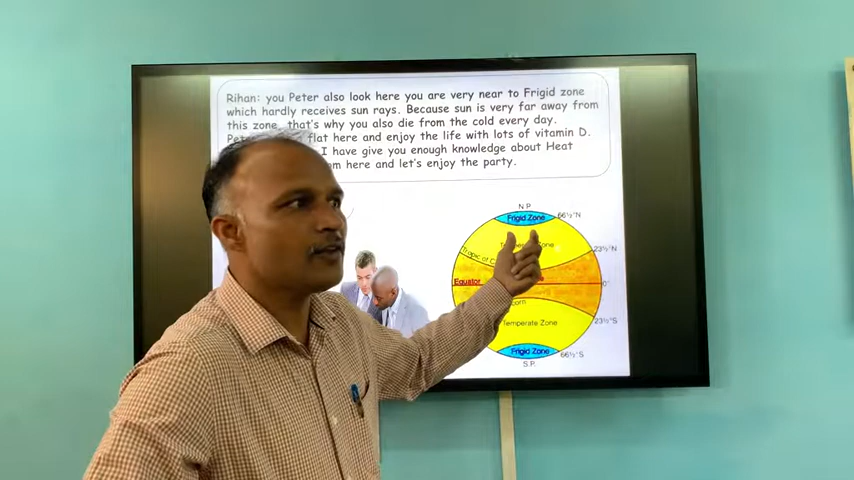 Rihan: you Peter also look here you are very near to Frigid zone
which hardly receives sun rays. Because sun is very far away from
this zone, that's why you also die from the cold every day.
flat here and enjoy the life with lots of vitamin D.
I have give you enough knowledge about Heat
from here and let's enjoy the party.
N P
Frigid Zone
66½°N
Zone
23½°N
Tropic of
Equator
0°
Temperate Zone
23½°S
Frigid Zone
66½°S
S.P.